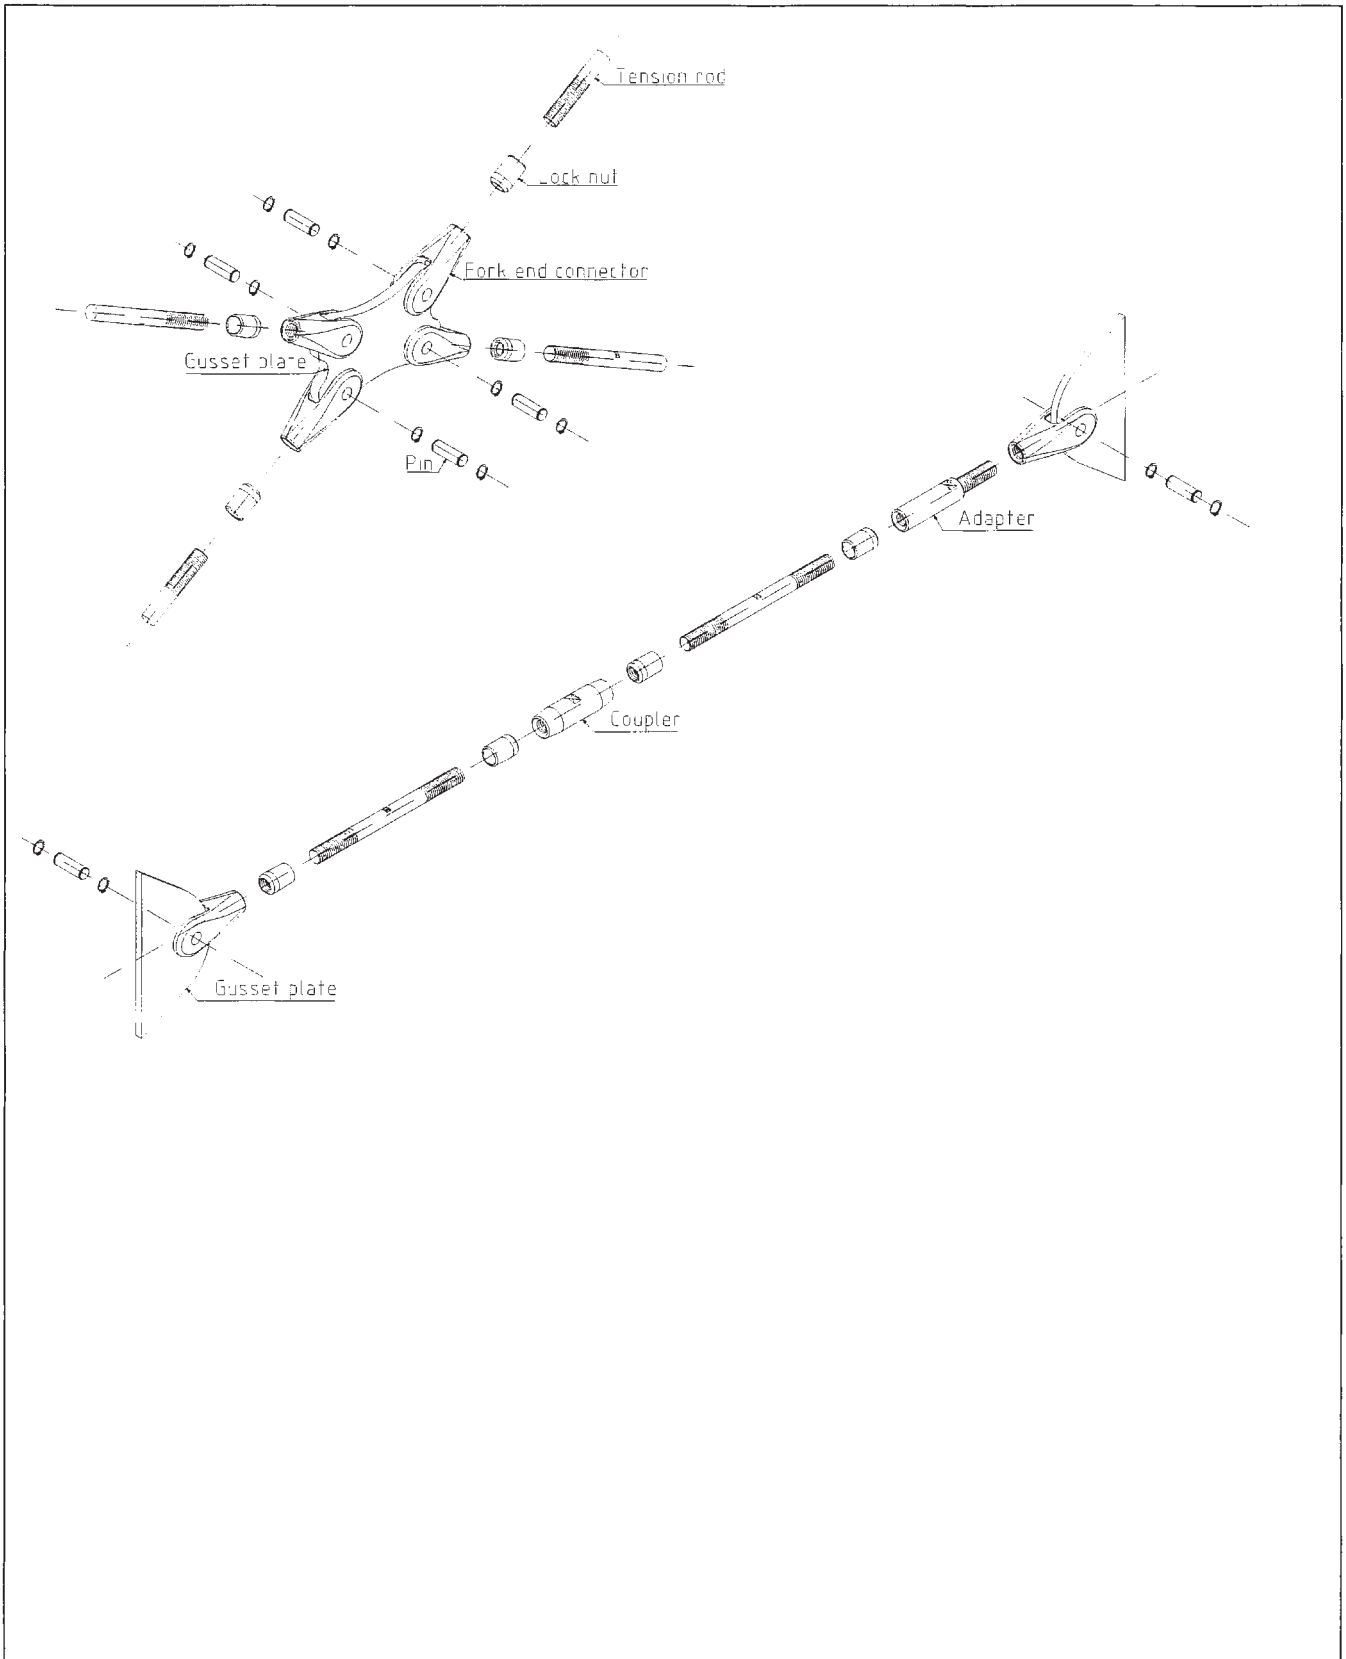 Tension rod
Lock nut
Fork end connector
Gusset plate
Pin
Adapter
Coupler
Gusset plate